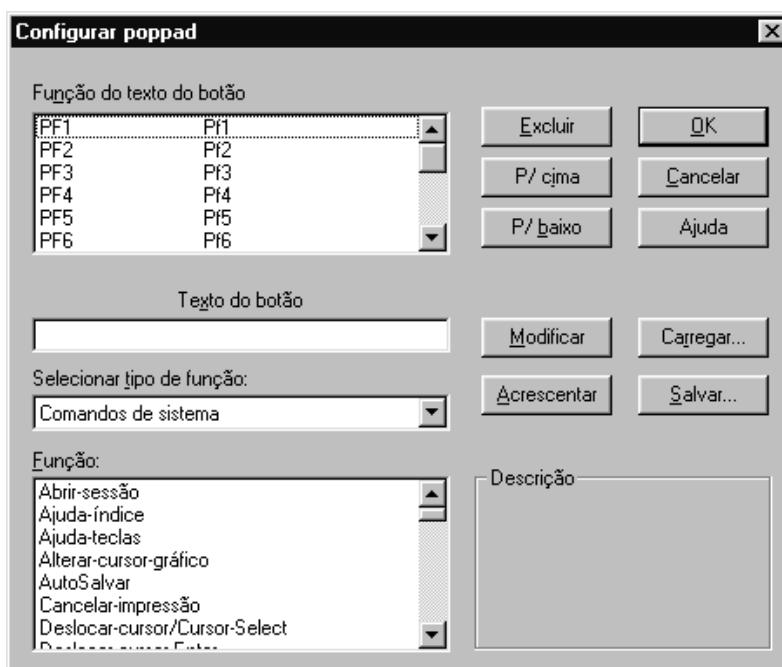 Configurar poppad
Função do texto do botão
PF1 Pf1
PF2 Pf2
PF3 Pf3
PF4 Pf4
PF5 Pf5
PF6 Pf6
Excluir
OK
P/ cima
Cancelar
P/ baixo
Ajuda
Texto do botão
Modificar
Carregar...
Selecionar tipo de função:
Comandos de sistema
Acrescentar
Salvar...
Função:
Abrir-sessão
Ajuda-índice
Ajuda-teclas
Alterar-cursor-gráfico
AutoSalvar
Cancelar-impressão
Deslocar-cursor/Cursor-Select
Descrição